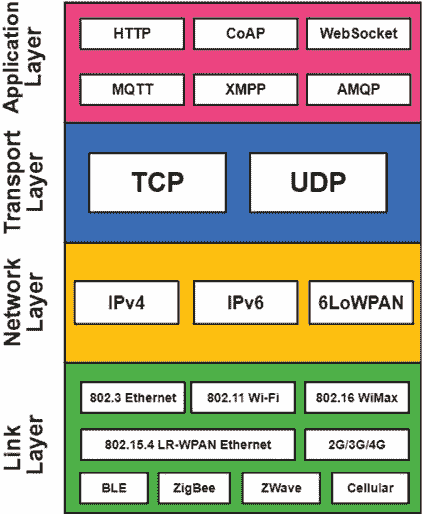 Application
Layer
HTTP
CoAP
WebSocket
MQTT
XMPP
AMQP
Transport
Layer
TCP
UDP
Network
Layer
IPv4
IPv6
6LoWPAN
Link
Layer
802.3 Ethernet
802.11 Wi-Fi
802.16 WiMax
802.15.4 LR-WPAN Ethernet
2G/3G/4G
BLE
ZigBee
ZWave
Cellular